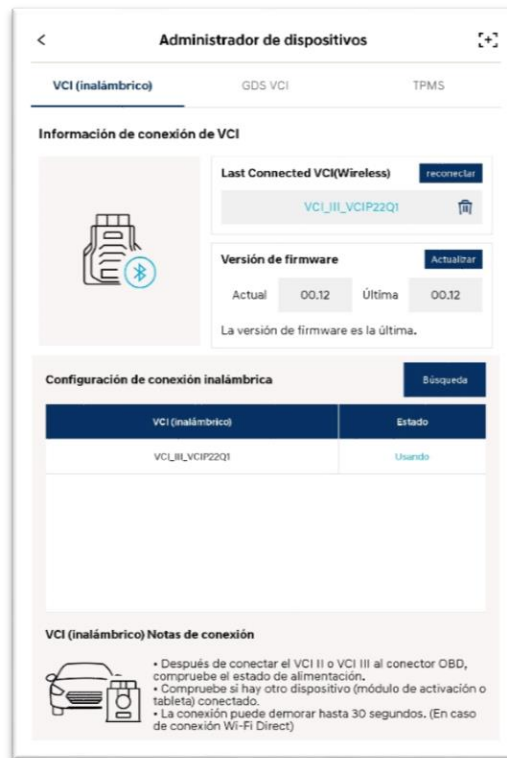 Administrador de dispositivos
VCI (inalámbrico) GDS VCI TPMS
Información de conexión de VCI
Last Connected VCI(Wireless) reconectar
VCI_III_VCIP22Q1
Versión de firmware Actualizar
Actual 00.12 Última 00.12
La versión de firmware es la última.
Configuración de conexión inalámbrica Búsqueda
VCI (inalámbrico) Estado
VCI_III_VCIP22Q1 Usando
VCI (inalámbrico) Notas de conexión
• Después de conectar el VCI II o VCI III al conector OBD,
compruebe el estado de alimentación.
• Compruebe si hay otro dispositivo (módulo de activación o
tableta) conectado.
• La conexión puede demorar hasta 30 segundos. (En caso
de conexión Wi-Fi Direct)